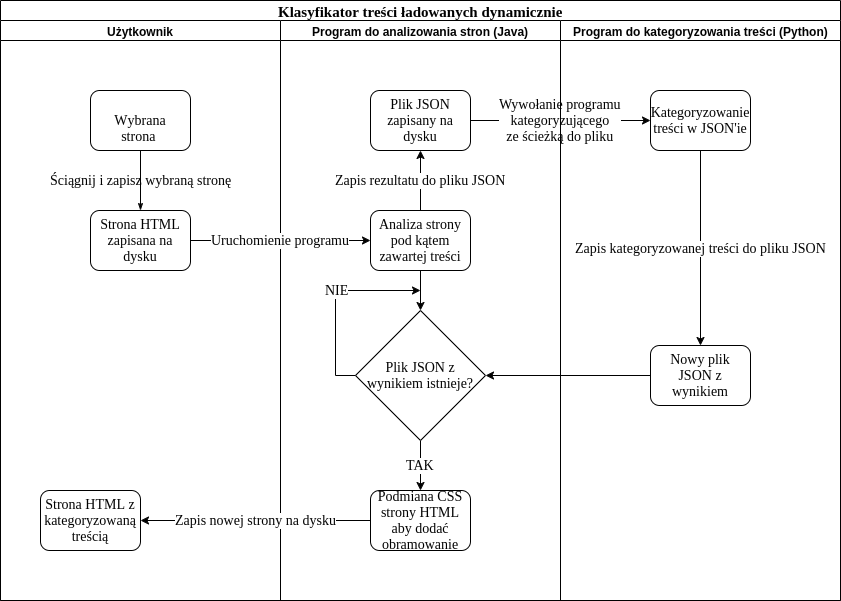 Klasyfikator treści ładowanych dynamicznie
Użytkownik
Program do analizowania stron (Java)
Program do kategoryzowania treści (Python)
Wybrana
strona
Ściągnij i zapisz wybraną stronę
Strona HTML
zapisana na
dysku
Uruchomienie programu
Analiza strony
pod kątem
zawartej treści
Zapis rezultatu do pliku JSON
Plik JSON
zapisany na
dysku
Wywołanie programu
kategoryzującego
ze ścieżką do pliku
Kategoryzowanie
treści w JSON'ie
Zapis kategoryzowanej treści do pliku JSON
Nowy plik
JSON z
wynikiem
NIE
Plik JSON z
wynikiem istnieje?
TAK
Podmiana CSS
strony HTML
aby dodać
obramowanie
Zapis nowej strony na dysku
Strona HTML z
kategoryzowaną
treścią